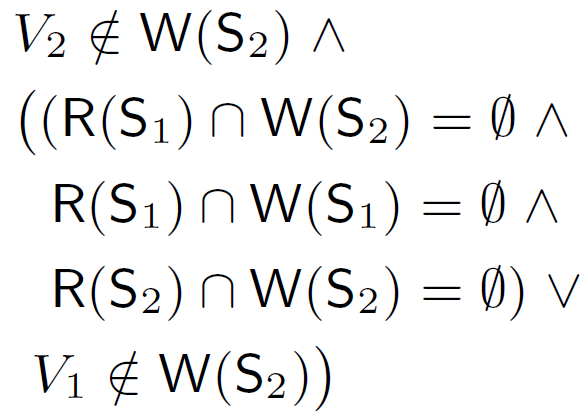 V₂ ∉ W(S₂) ∧
((R(S₁) ∩ W(S₂) = ∅ ∧
R(S₁) ∩ W(S₁) = ∅ ∧
R(S₂) ∩ W(S₂) = ∅) ∨
V₁ ∉ W(S₂))